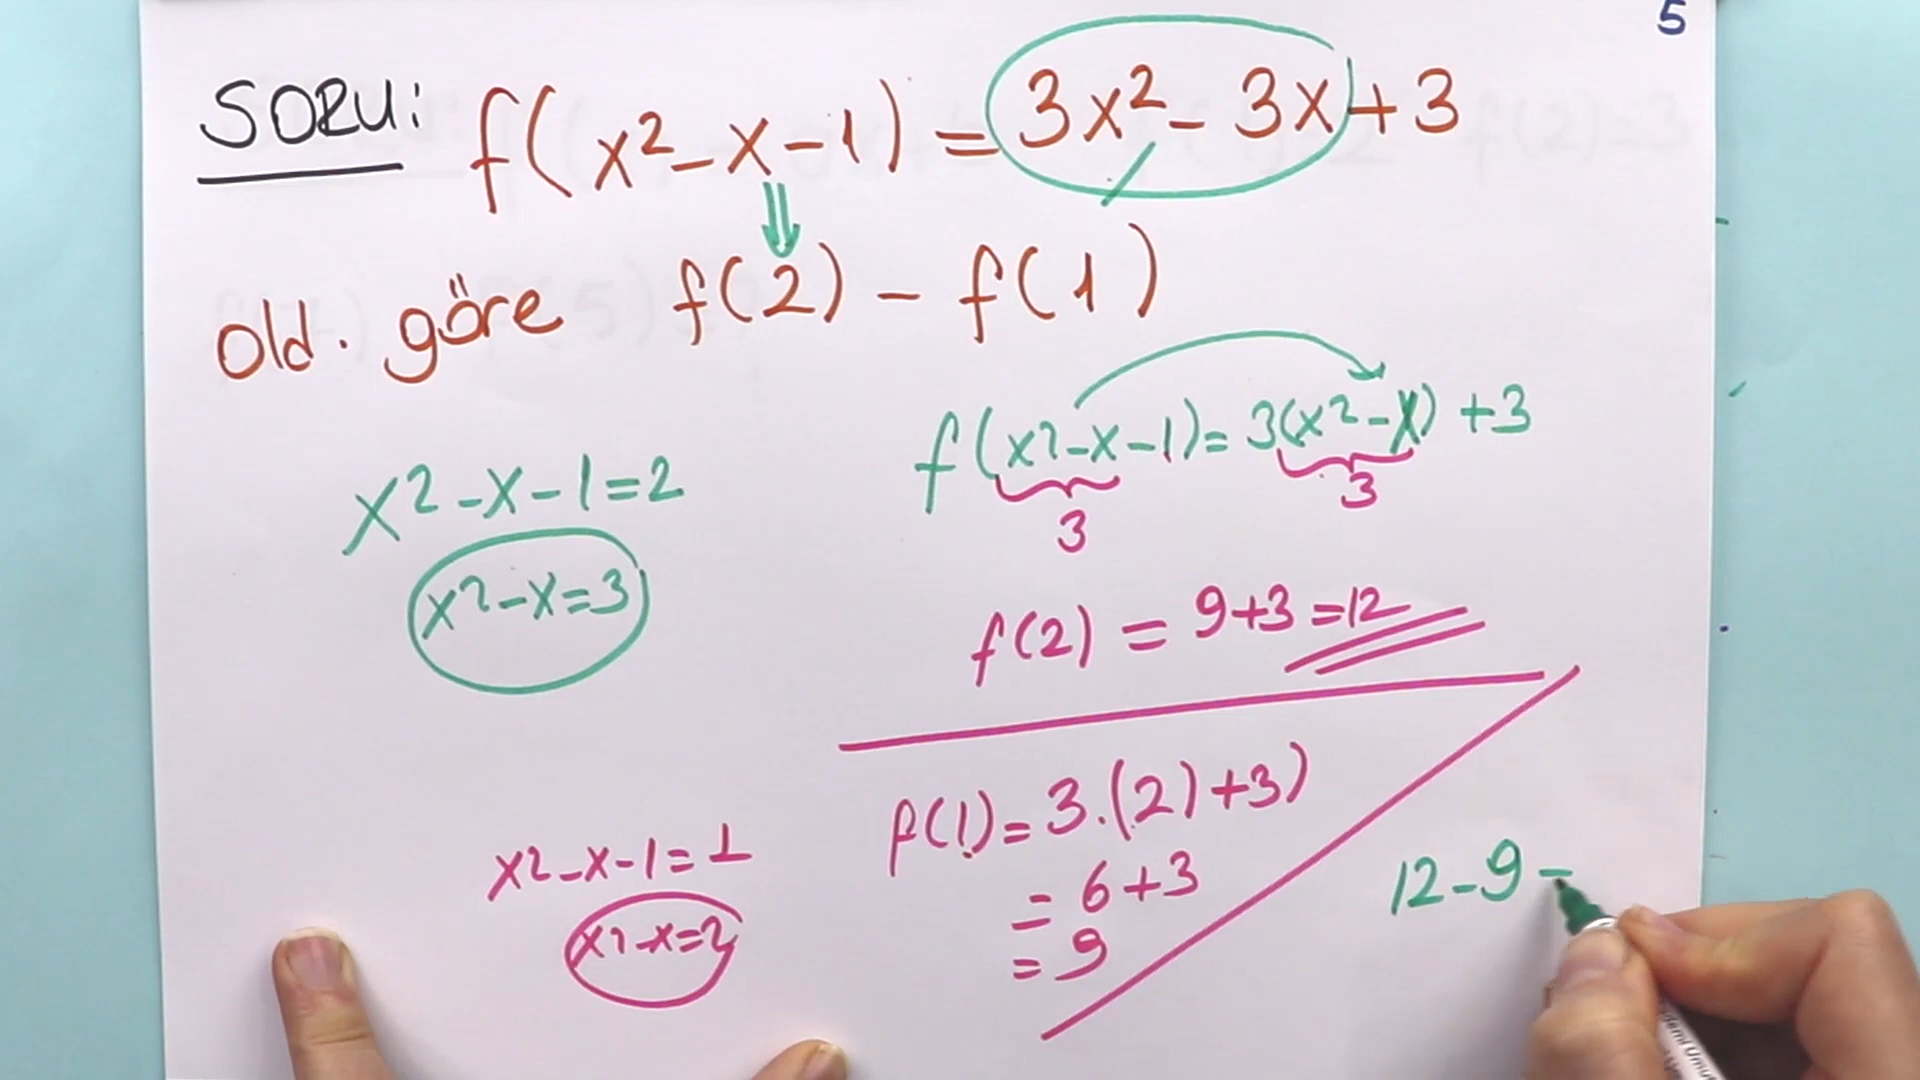 5
SORU: f(x²-x-1) = 3x²-3x+3
old. göre f(2) - f(1)
f(x²-x-1)= 3(x²-x) +3
3 3
x²-x-1=2
x²-x=3
f(2) = 9+3=12
f(1)=3.(2)+3)
= 6+3
= 9
x²-x-1=1
x²-x=2
12-9=